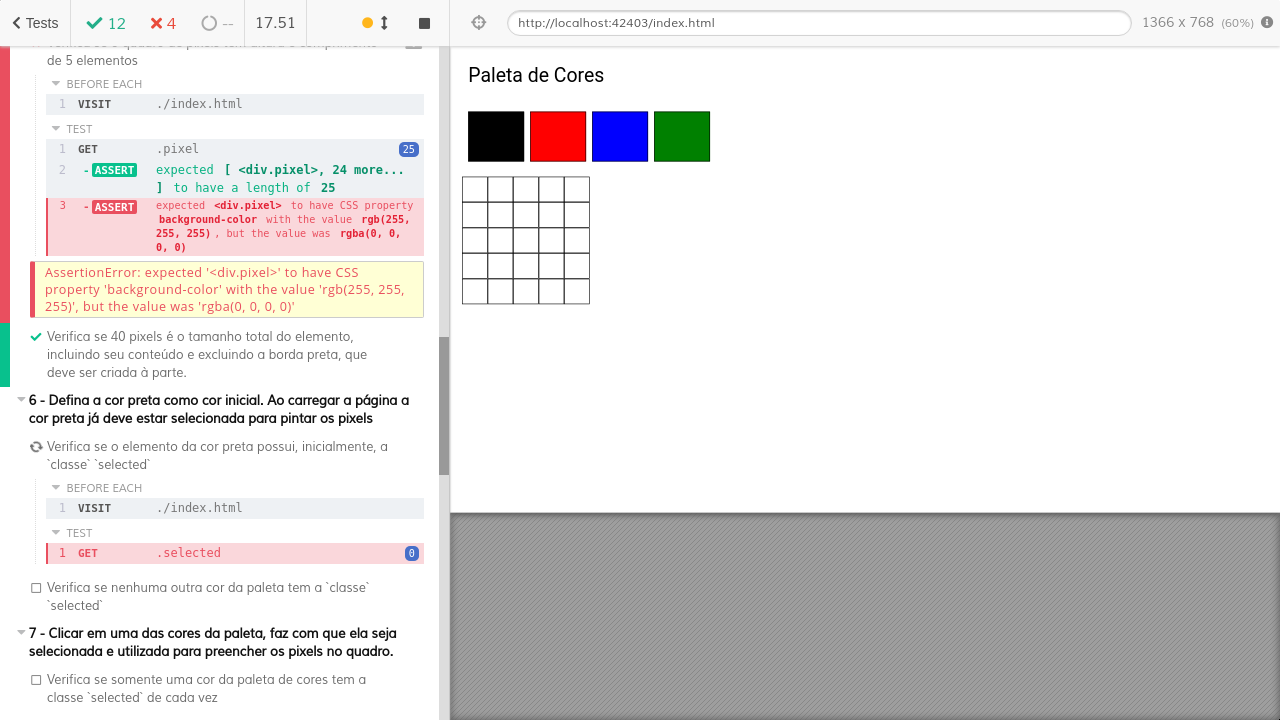 Tests 12 4 -- 17.51
http://localhost:42403/index.html 1366 x 768 (60%)
Verifica se o quadro de pixels tem altura e comprimento
de 5 elementos
BEFORE EACH
1 VISIT ./index.html
TEST
1 GET .pixel 25
2 -ASSERT expected [ <div.pixel>, 24 more...
] to have a length of 25
3 -ASSERT expected <div.pixel> to have CSS property
background-color with the value rgb(255,
255, 255), but the value was rgba(0, 0,
0, 0)
AssertionError: expected '<div.pixel>' to have CSS
property 'background-color' with the value 'rgb(255, 255,
255)', but the value was 'rgba(0, 0, 0, 0)'
Verifica se 40 pixels é o tamanho total do elemento,
incluindo seu conteúdo e excluindo a borda preta, que
deve ser criada à parte.
6 - Defina a cor preta como cor inicial. Ao carregar a página a
cor preta já deve estar selecionada para pintar os pixels
Verifica se o elemento da cor preta possui, inicialmente, a
`classe` `selected`
BEFORE EACH
1 VISIT ./index.html
TEST
1 GET .selected 0
Verifica se nenhuma outra cor da paleta tem a `classe`
`selected`
7 - Clicar em uma das cores da paleta, faz com que ela seja
selecionada e utilizada para preencher os pixels no quadro.
Verifica se somente uma cor da paleta de cores tem a
classe `selected` de cada vez
Paleta de Cores